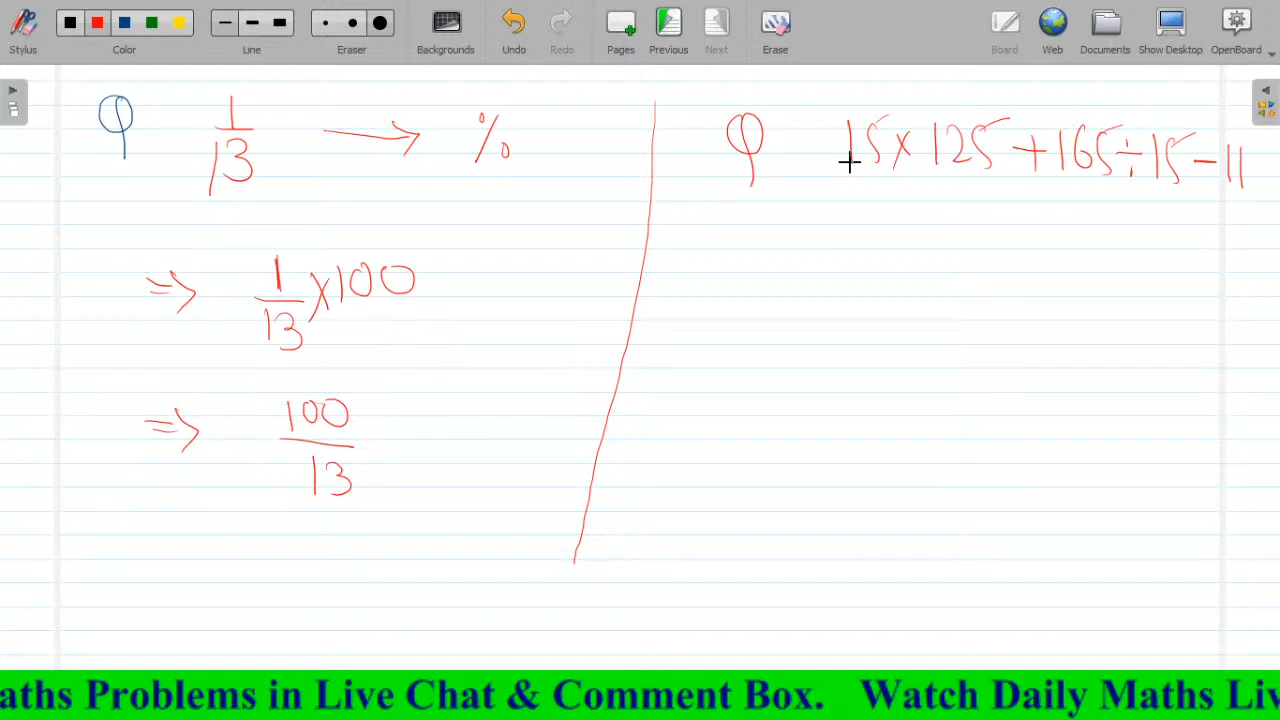 Stylus Color Line Eraser Backgrounds Undo Redo Pages Previous Next Erase Board Web Documents Show Desktop OpenBoard
Q 1/13 → %
⇒ 1/13 × 100
⇒ 100/13
Q 15 × 125 + 165 ÷ 15 - 11
aths Problems in Live Chat & Comment Box. Watch Daily Maths Liv